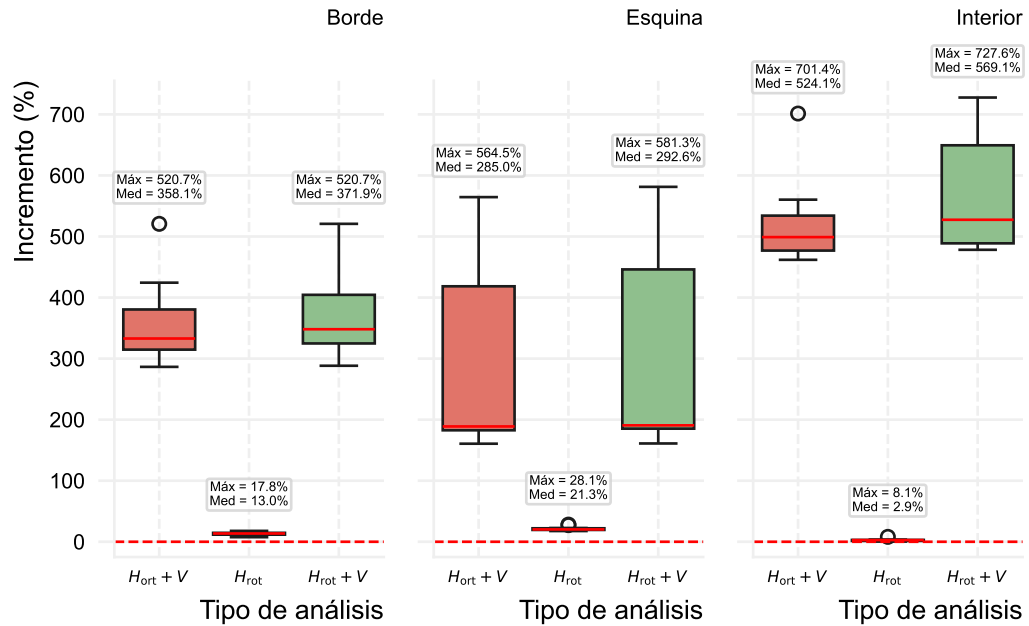 Borde
Esquina
Interior
Incremento (%)
700
600
500
400
300
200
100
0
Máx = 520.7%
Med = 358.1%
Máx = 17.8%
Med = 13.0%
Máx = 520.7%
Med = 371.9%
Máx = 564.5%
Med = 285.0%
Máx = 28.1%
Med = 21.3%
Máx = 581.3%
Med = 292.6%
Máx = 701.4%
Med = 524.1%
Máx = 8.1%
Med = 2.9%
Máx = 727.6%
Med = 569.1%
H_ort + V
H_rot
H_rot + V
H_ort + V
H_rot
H_rot + V
H_ort + V
H_rot
H_rot + V
Tipo de análisis
Tipo de análisis
Tipo de análisis